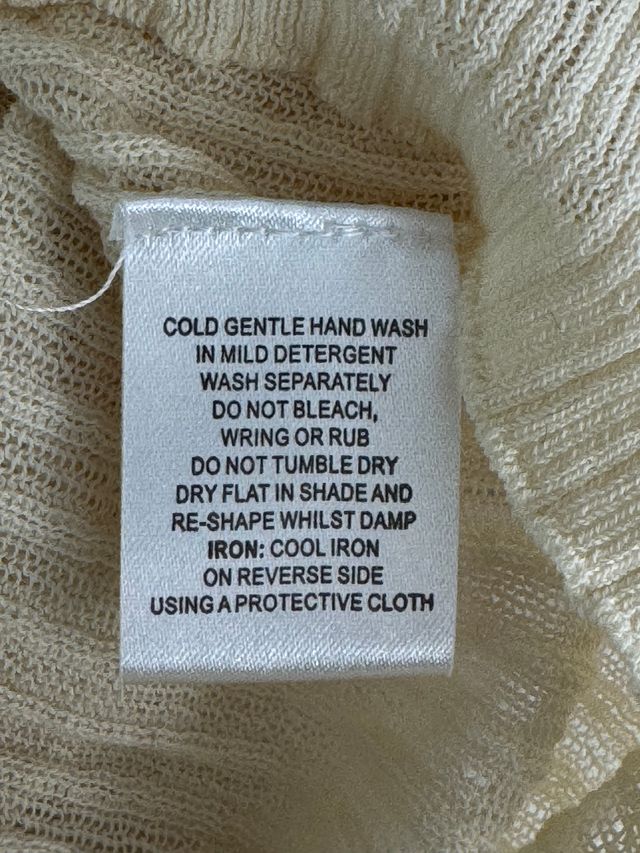 COLD GENTLE HAND WASH
IN MILD DETERGENT
WASH SEPARATELY
DO NOT BLEACH,
WRING OR RUB
DO NOT TUMBLE DRY
DRY FLAT IN SHADE AND
RE-SHAPE WHILST DAMP
IRON: COOL IRON
ON REVERSE SIDE
USING A PROTECTIVE CLOTH